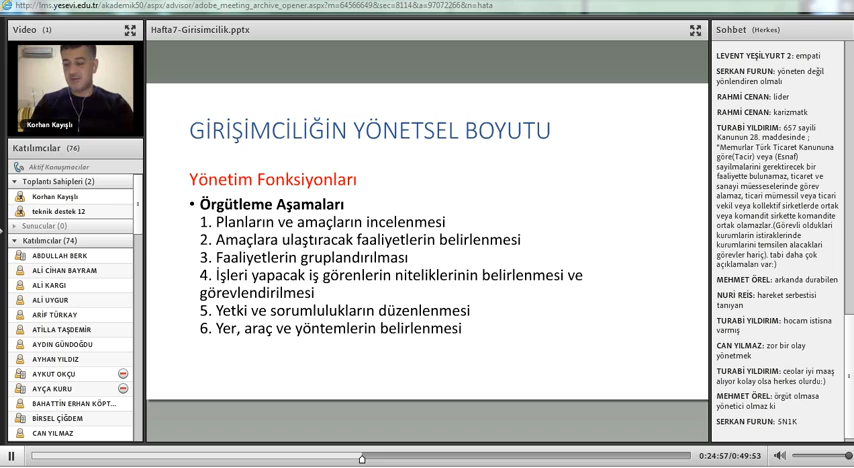 http://lms.yesevi.edu.tr/akademik50/aspx/advisor/adobe_meeting_archive_opener.aspx?m=64566649&sec=8114&a=97072266&n=hata
Video (1)
Korhan Kayışlı
Katılımcılar (76)
Aktif Konuşmacılar
Toplantı Sahipleri (2)
Korhan Kayışlı
teknik destek 12
Sunucular (0)
Katılımcılar (74)
ABDULLAH BERK
ALİ CİHAN BAYRAM
ALİ KARGI
ALİ UYGUR
ARİF TÜRKAY
ATİLLA TAŞDEMİR
AYDIN GÜNDOĞDU
AYHAN YILDIZ
AYKUT OKÇU
AYÇA KURU
BAHATTİN ERHAN KÖPT...
BİRSEL ÇİĞDEM
CAN YILMAZ
Hafta7-Girisimcilik.pptx
GİRİŞİMCİLİĞİN YÖNETSEL BOYUTU
Yönetim Fonksiyonları
• Örgütleme Aşamaları
1. Planların ve amaçların incelenmesi
2. Amaçlara ulaştıracak faaliyetlerin belirlenmesi
3. Faaliyetlerin gruplandırılması
4. İşleri yapacak iş görenlerin niteliklerinin belirlenmesi ve
görevlendirilmesi
5. Yetki ve sorumlulukların düzenlenmesi
6. Yer, araç ve yöntemlerin belirlenmesi
Sohbet (Herkes)
LEVENT YEŞİLYURT 2: empati
SERKAN FURUN: yöneten değil
yönlendiren olmalı
RAHMİ CENAN: lider
RAHMİ CENAN: karizmatk
TURABİ YILDIRIM: 657 sayili
Kanunun 28. maddesinde ;
"Memurlar Türk Ticaret Kanununa
göre(Tacir) veya (Esnaf)
sayilmalarini gerektirecek bir
faaliyette bulunamaz, ticaret ve
sanayi müesseselerinde görev
alamaz, ticari mümessil veya ticari
vekil veya kollektif sirketlerde ortak
veya komandit sirkette komandite
ortak olamazlar.(Görevli olduklari
kurumlarin istiraklerinde
kurumlarini temsilen alacaklari
görevler hariç). tabi daha çok
açıklamaları var:)
MEHMET ÖREL: arkanda durabilen
NURİ REİS: hareket serbestisi
tanıyan
TURABİ YILDIRIM: hocam istisna
varmış
CAN YILMAZ: zor bir olay
yönetmek
TURABİ YILDIRIM: ceolar iyi maaş
alıyor kolay olsa herkes olurdu:)
MEHMET ÖREL: örgüt olmasa
yönetici olmaz ki
SERKAN FURUN: 5N1K
0:24:57/0:49:53